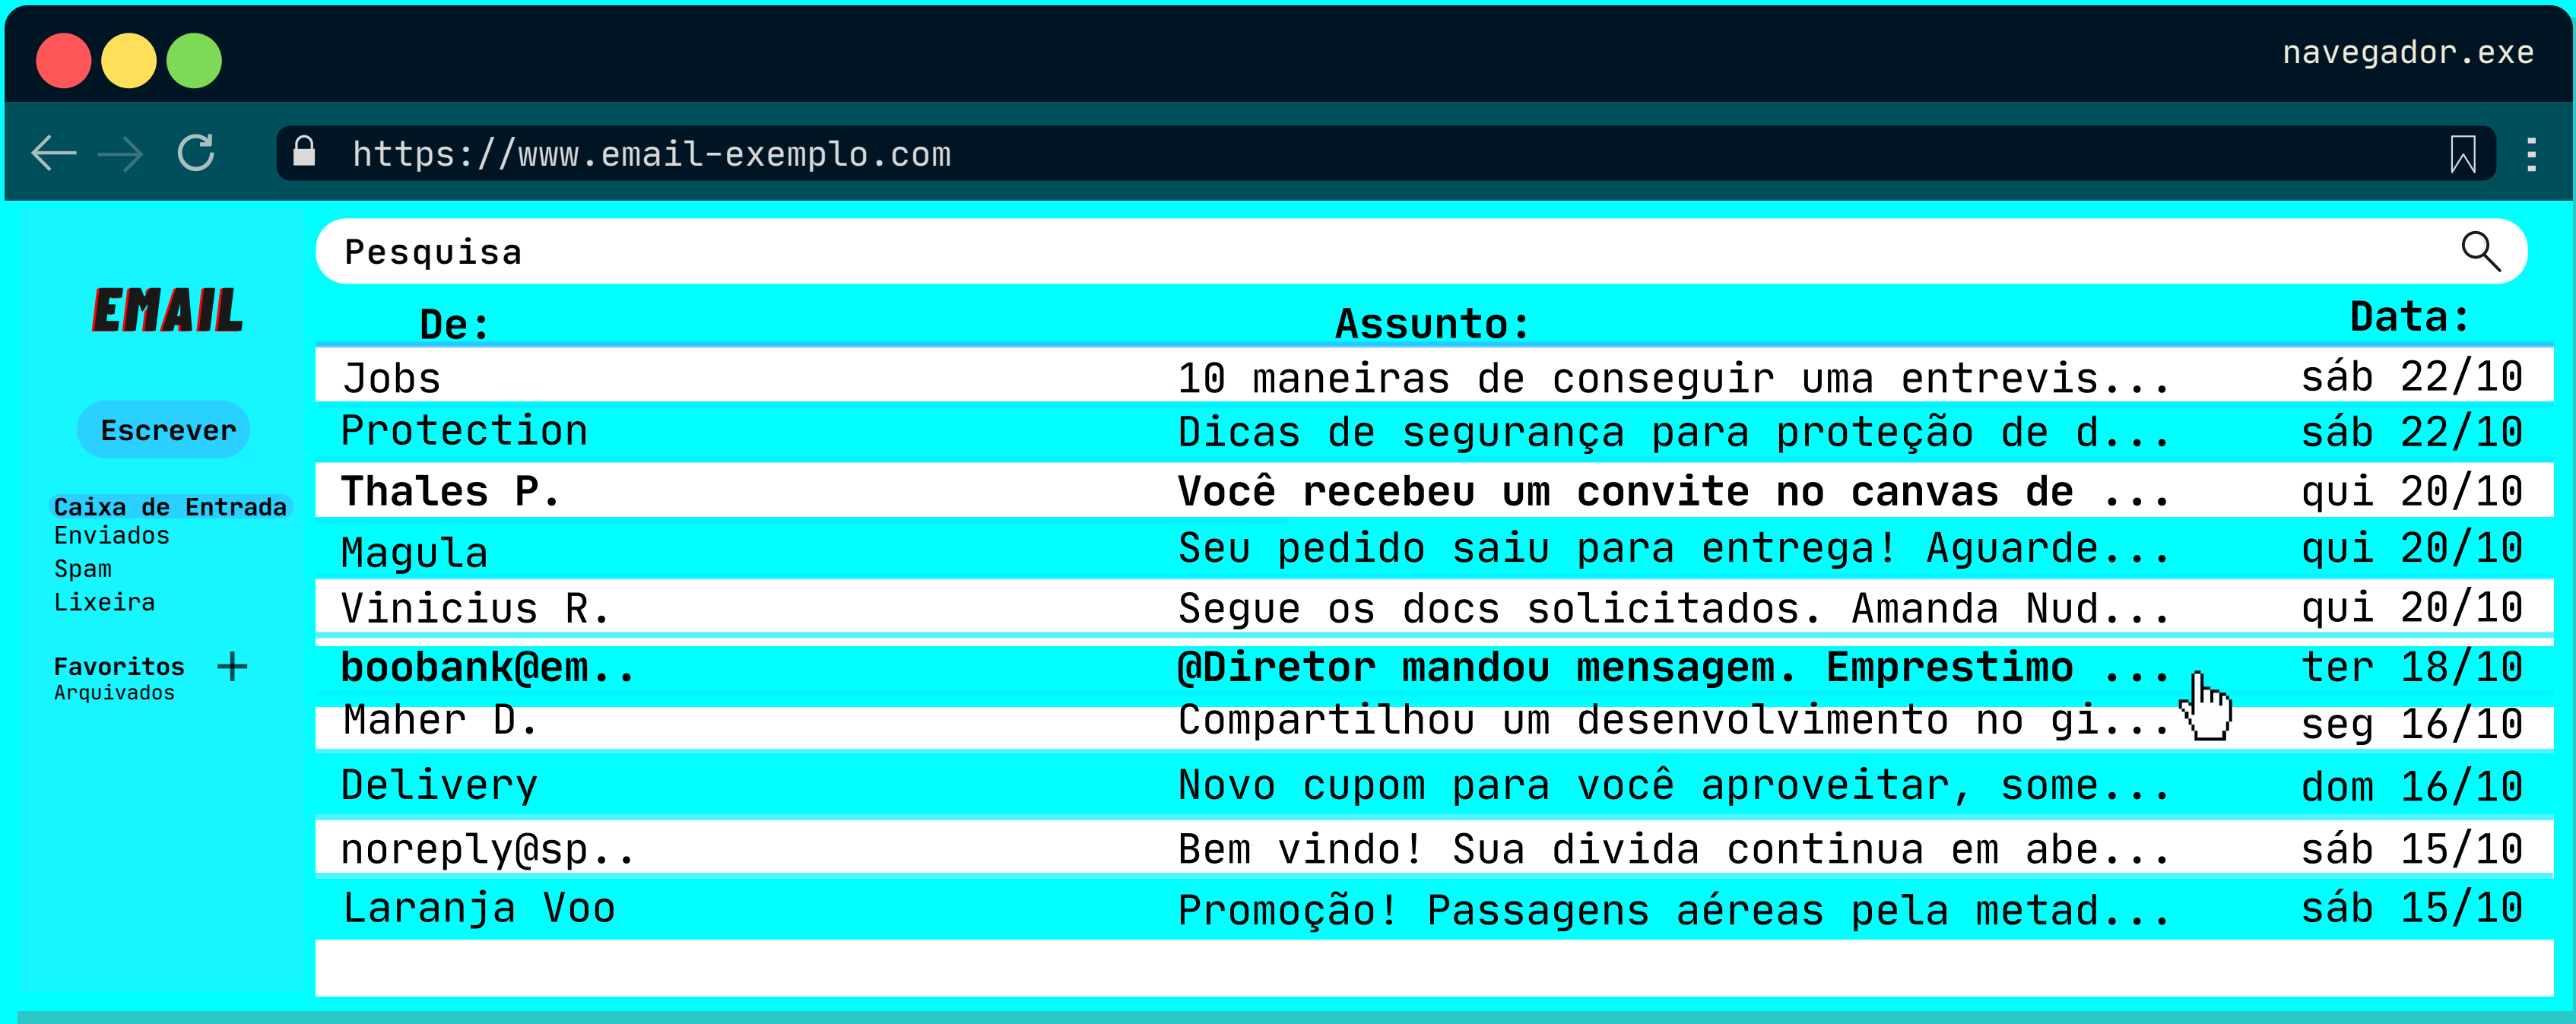 navegador.exe
https://www.email-exemplo.com
Pesquisa
EMAIL
Escrever
Caixa de Entrada
Enviados
Spam
Lixeira
Favoritos
Arquivados
De: Assunto: Data:
Jobs 10 maneiras de conseguir uma entrevis... sáb 22/10
Protection Dicas de segurança para proteção de d... sáb 22/10
Thales P. Você recebeu um convite no canvas de ... qui 20/10
Magula Seu pedido saiu para entrega! Aguarde... qui 20/10
Vinicius R. Segue os docs solicitados. Amanda Nud... qui 20/10
boobank@em.. @Diretor mandou mensagem. Emprestimo ... ter 18/10
Maher D. Compartilhou um desenvolvimento no gi... seg 16/10
Delivery Novo cupom para você aproveitar, some... dom 16/10
noreply@sp.. Bem vindo! Sua divida continua em abe... sáb 15/10
Laranja Voo Promoção! Passagens aéreas pela metad... sáb 15/10